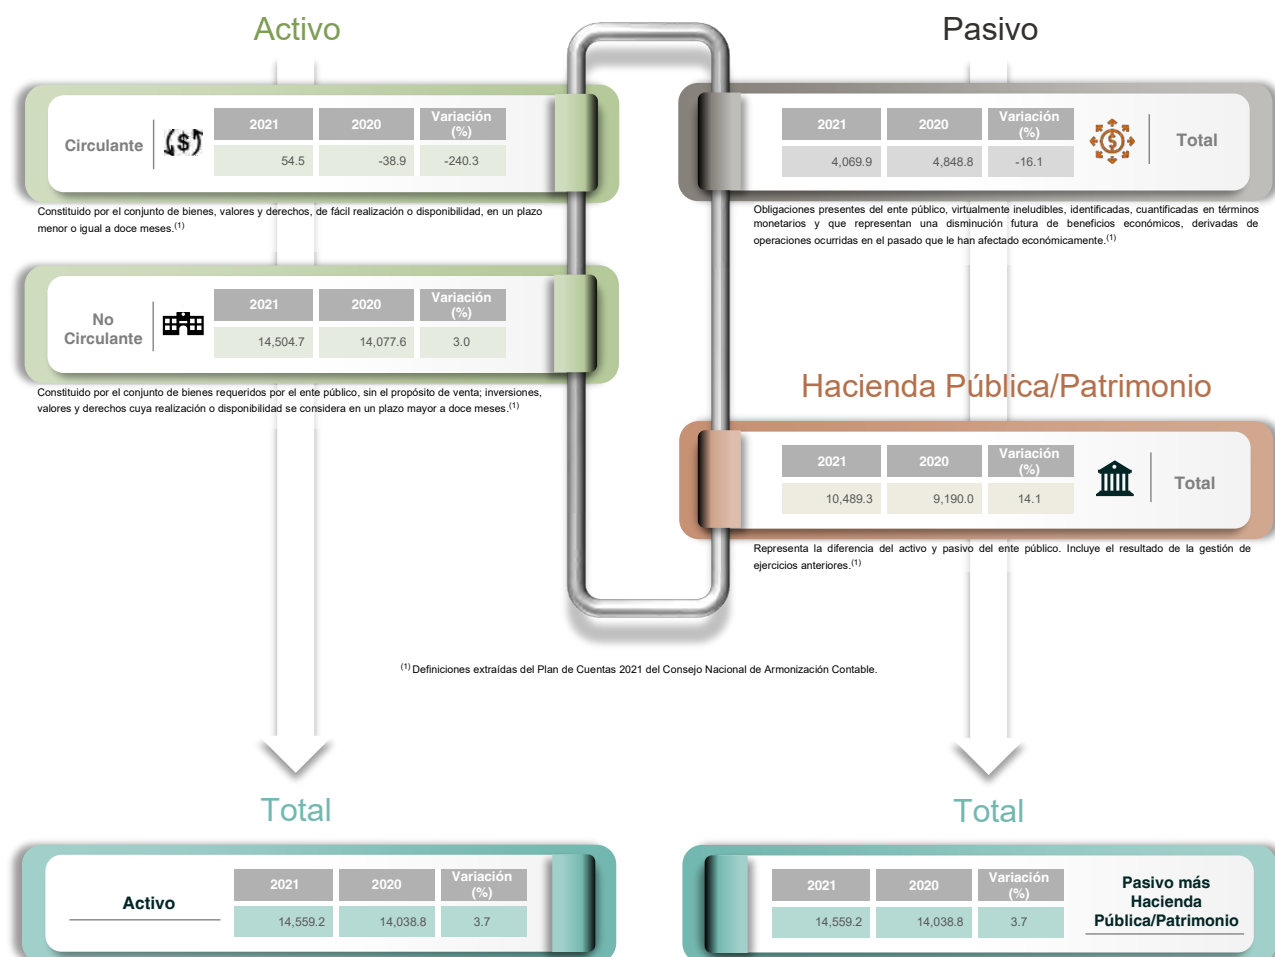 Activo
Circulante
2021 2020 Variación (%)
54.5 -38.9 -240.3
Constituido por el conjunto de bienes, valores y derechos, de fácil realización o disponibilidad, en un plazo
menor o igual a doce meses.(1)
No
Circulante
2021 2020 Variación (%)
14,504.7 14,077.6 3.0
Constituido por el conjunto de bienes requeridos por el ente público, sin el propósito de venta; inversiones,
valores y derechos cuya realización o disponibilidad se considera en un plazo mayor a doce meses.(1)
Pasivo
2021 2020 Variación (%)
4,069.9 4,848.8 -16.1
Total
Obligaciones presentes del ente público, virtualmente ineludibles, identificadas, cuantificadas en términos
monetarios y que representan una disminución futura de beneficios económicos, derivadas de
operaciones ocurridas en el pasado que le han afectado económicamente.(1)
Hacienda Pública/Patrimonio
2021 2020 Variación (%)
10,489.3 9,190.0 14.1
Total
Representa la diferencia del activo y pasivo del ente público. Incluye el resultado de la gestión de
ejercicios anteriores.(1)
(1) Definiciones extraídas del Plan de Cuentas 2021 del Consejo Nacional de Armonización Contable.
Total
Activo
2021 2020 Variación (%)
14,559.2 14,038.8 3.7
Total
2021 2020 Variación (%)
14,559.2 14,038.8 3.7
Pasivo más
Hacienda
Pública/Patrimonio